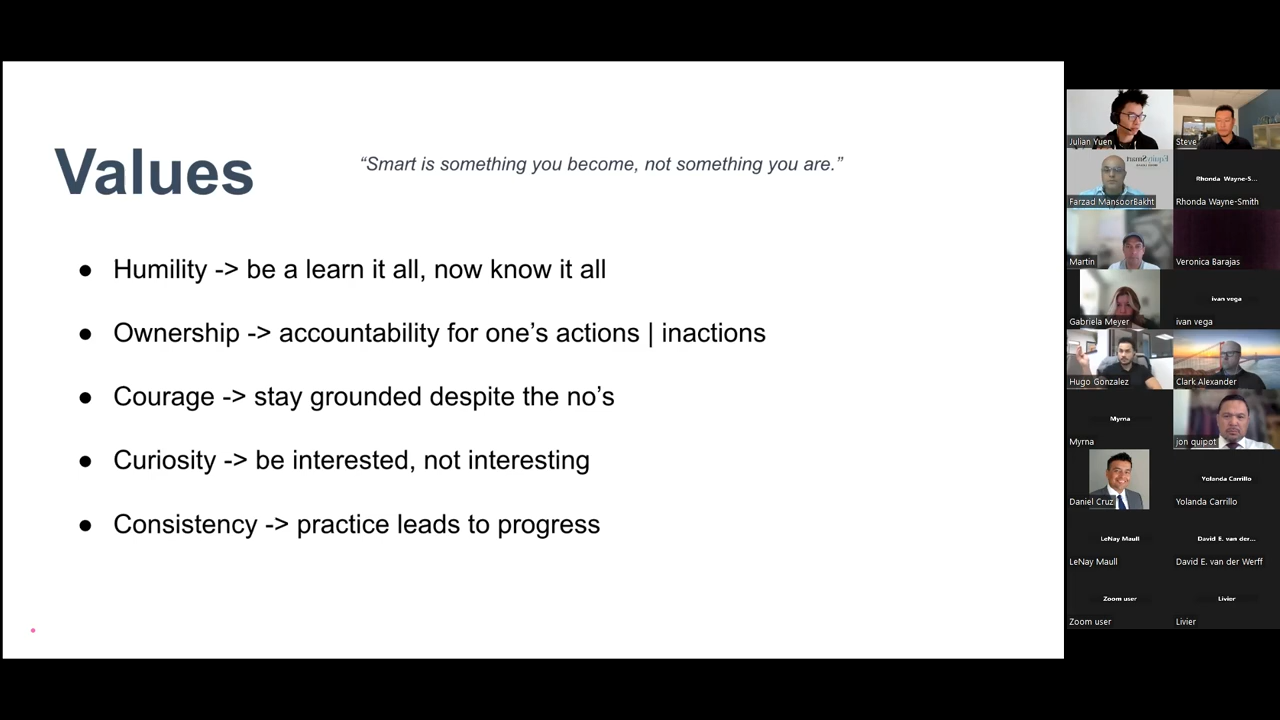 Values
“Smart is something you become, not something you are.”
● Humility -> be a learn it all, now know it all
● Ownership -> accountability for one’s actions | inactions
● Courage -> stay grounded despite the no’s
● Curiosity -> be interested, not interesting
● Consistency -> practice leads to progress
Julian Yuen
Steve
Farzad MansoorBakht
Rhonda Wayne-S...
Rhonda Wayne-Smith
Martin
Veronica Barajas
Gabriela Meyer
ivan vega
ivan vega
Hugo Gonzalez
Clark Alexander
Myrna
Myrna
jon quipot
Daniel Cruz
Yolanda Carrillo
Yolanda Carrillo
LeNay Maull
LeNay Maull
David E. van der...
David E. van der Werff
Zoom user
Zoom user
Livier
Livier